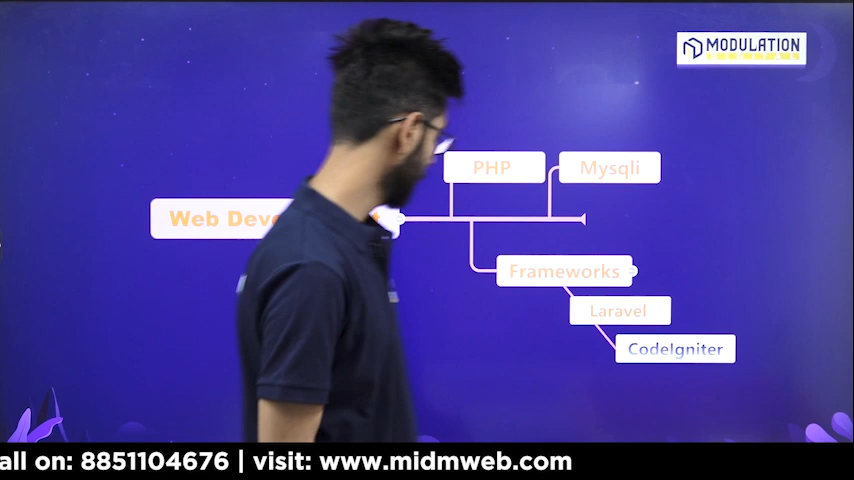 MODULATION
PHP
Mysqli
Web Deve
Frameworks
Laravel
CodeIgniter
all on: 8851104676 | visit: www.midmweb.com